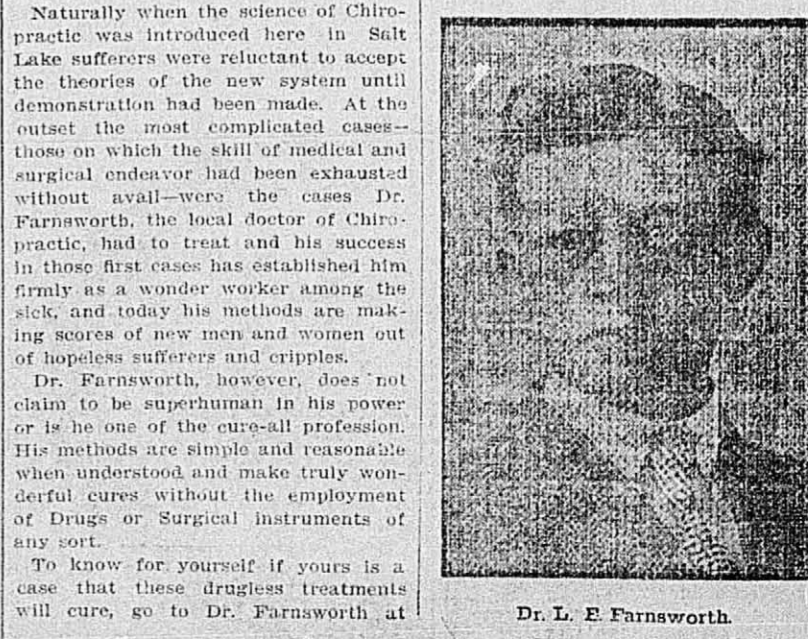 Naturally when the science of Chiro-
practic was introduced here in Salt
Lake sufferers were reluctant to accept
the theories of the new system until
demonstration had been made. At the
outset the most complicated cases—
those on which the skill of medical and
surgical endeavor had been exhausted
without avail—were the cases Dr.
Farnsworth, the local doctor of Chiro-
practic, had to treat and his success
in those first cases has established him
firmly as a wonder worker among the
sick, and today his methods are mak-
ing scores of new men and women out
of hopeless sufferers and cripples.
Dr. Farnsworth, however, does not
claim to be superhuman in his power
or is he one of the cure-all profession.
His methods are simple and reasonable
when understood and make truly won-
derful cures without the employment
of Drugs or Surgical instruments of
any sort.
To know for yourself if yours is a
case that these drugless treatments
will cure, go to Dr. Farnsworth at
Dr. L. E. Farnsworth.